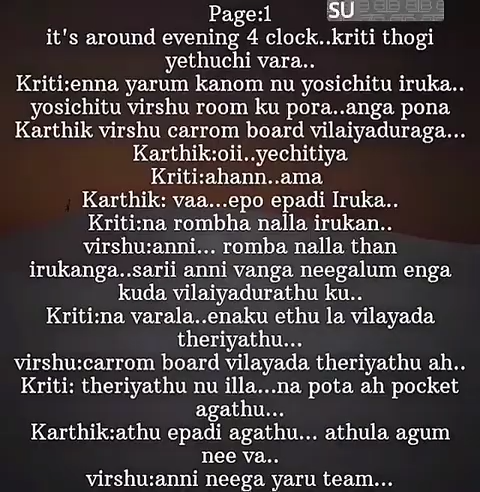 Page:1
SU
it's around evening 4 clock..kriti thogi
yethuchi vara..
Kriti:enna yarum kanom nu yosichitu iruka..
yosichitu virshu room ku pora..anga pona
Karthik virshu carrom board vilaiyaduraga...
Karthik:oii..yechitiya
Kriti:ahann..ama
Karthik: vaa...epo epadi Iruka..
Kriti:na rombha nalla irukan..
virshu:anni... romba nalla than
irukanga..sarii anni vanga neegalum enga
kuda vilaiyadurathu ku..
Kriti:na varala..enaku ethu la vilayada
theriyathu...
virshu:carrom board vilayada theriyathu ah..
Kriti: theriyathu nu illa...na pota ah pocket
agathu...
Karthik:athu epadi agathu... athula agum
nee va..
virshu:anni neega yaru team...